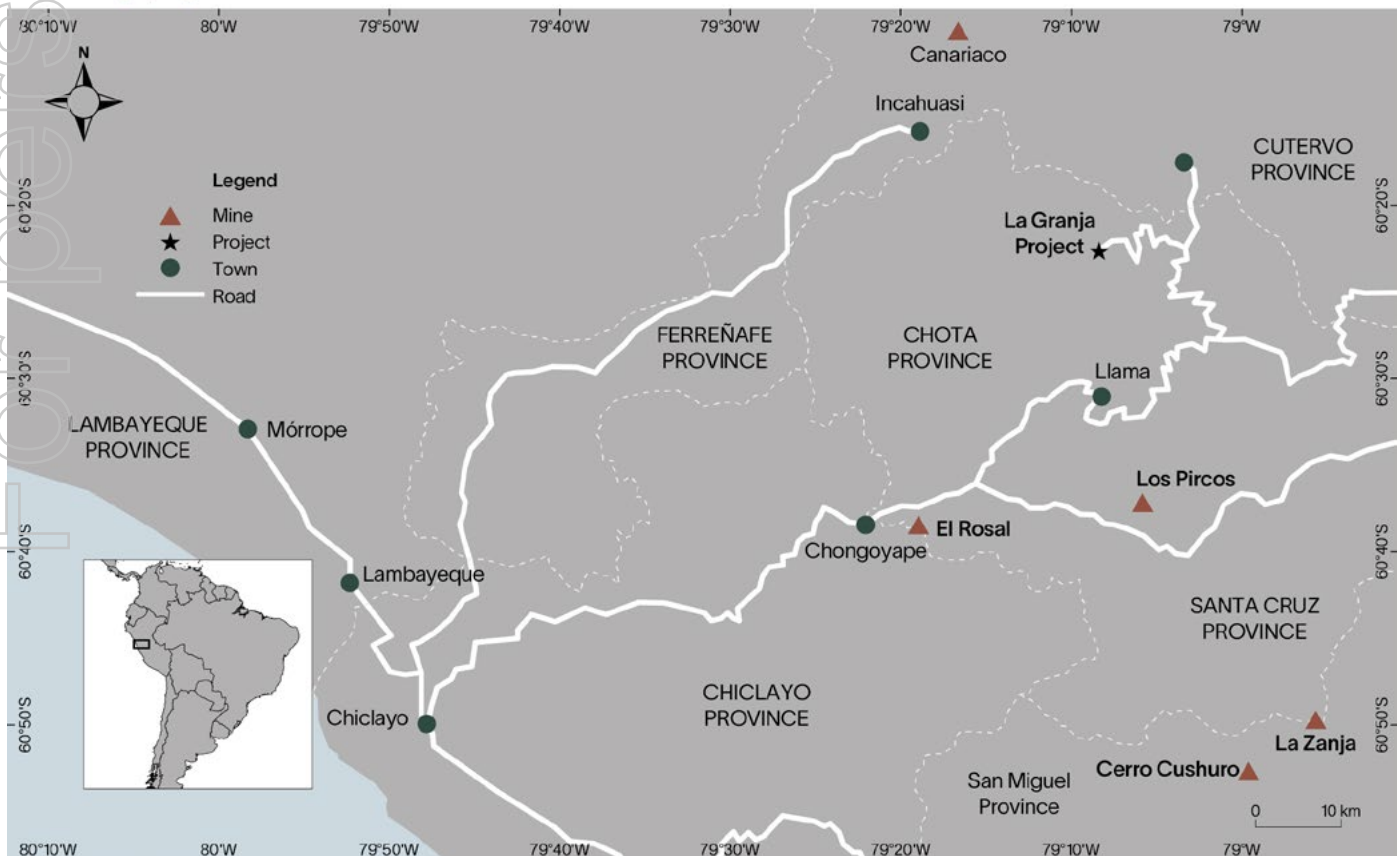 80°10'W 80°W 79°50'W 79°40'W 79°30'W 79°20'W 79°10'W 79°W
Canariaco
N
Incahuasi
CUTERVO
PROVINCE
Legend
Mine
Project
Town
Road
60°20'S
60°20'S
La Granja
Project
FERREÑAFE
PROVINCE
CHOTA
PROVINCE
Llama
60°30'S
60°30'S
LAMBAYEQUE
PROVINCE
Mórrope
Los Pircos
El Rosal
Chongoyape
60°40'S
60°40'S
Lambayeque
SANTA CRUZ
PROVINCE
CHICLAYO
PROVINCE
Chiclayo
60°50'S
60°50'S
La Zanja
Cerro Cushuro
San Miguel
Province
0 10 km
80°10'W 80°W 79°50'W 79°40'W 79°30'W 79°20'W 79°10'W 79°W